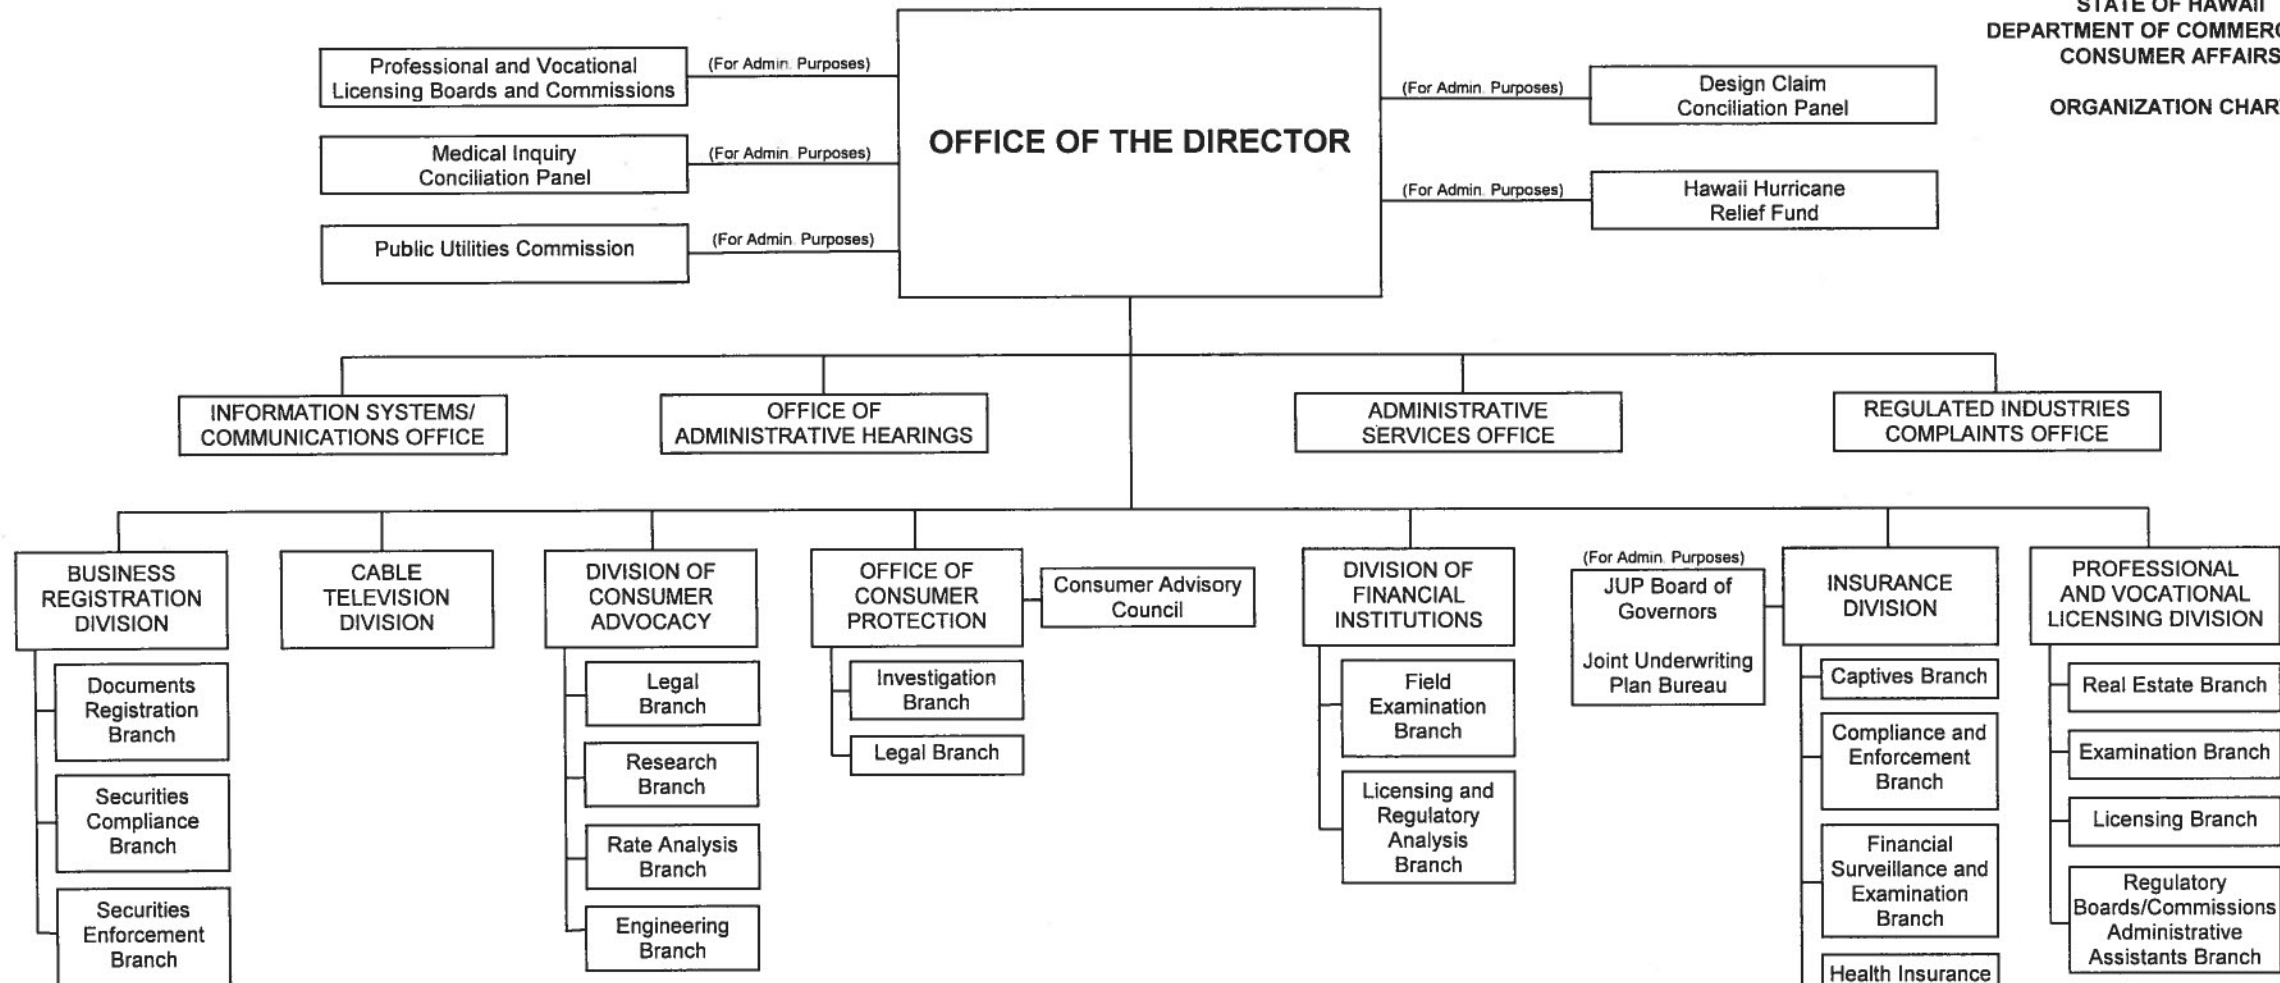 STATE OF HAWAII
DEPARTMENT OF COMMERC
CONSUMER AFFAIRS
ORGANIZATION CHAR
Professional and Vocational
Licensing Boards and Commissions
(For Admin. Purposes)
Medical Inquiry
Conciliation Panel
(For Admin. Purposes)
Public Utilities Commission
(For Admin. Purposes)
OFFICE OF THE DIRECTOR
(For Admin. Purposes)
Design Claim
Conciliation Panel
(For Admin. Purposes)
Hawaii Hurricane
Relief Fund
INFORMATION SYSTEMS/
COMMUNICATIONS OFFICE
OFFICE OF
ADMINISTRATIVE HEARINGS
ADMINISTRATIVE
SERVICES OFFICE
REGULATED INDUSTRIES
COMPLAINTS OFFICE
BUSINESS
REGISTRATION
DIVISION
Documents
Registration
Branch
Securities
Compliance
Branch
Securities
Enforcement
Branch
CABLE
TELEVISION
DIVISION
DIVISION OF
CONSUMER
ADVOCACY
Legal
Branch
Research
Branch
Rate Analysis
Branch
Engineering
Branch
OFFICE OF
CONSUMER
PROTECTION
Consumer Advisory
Council
Investigation
Branch
Legal Branch
DIVISION OF
FINANCIAL
INSTITUTIONS
Field
Examination
Branch
Licensing and
Regulatory
Analysis
Branch
(For Admin. Purposes)
JUP Board of
Governors
Joint Underwriting
Plan Bureau
INSURANCE
DIVISION
Captives Branch
Compliance and
Enforcement
Branch
Financial
Surveillance and
Examination
Branch
Health Insurance
PROFESSIONAL
AND VOCATIONAL
LICENSING DIVISION
Real Estate Branch
Examination Branch
Licensing Branch
Regulatory
Boards/Commissions
Administrative
Assistants Branch